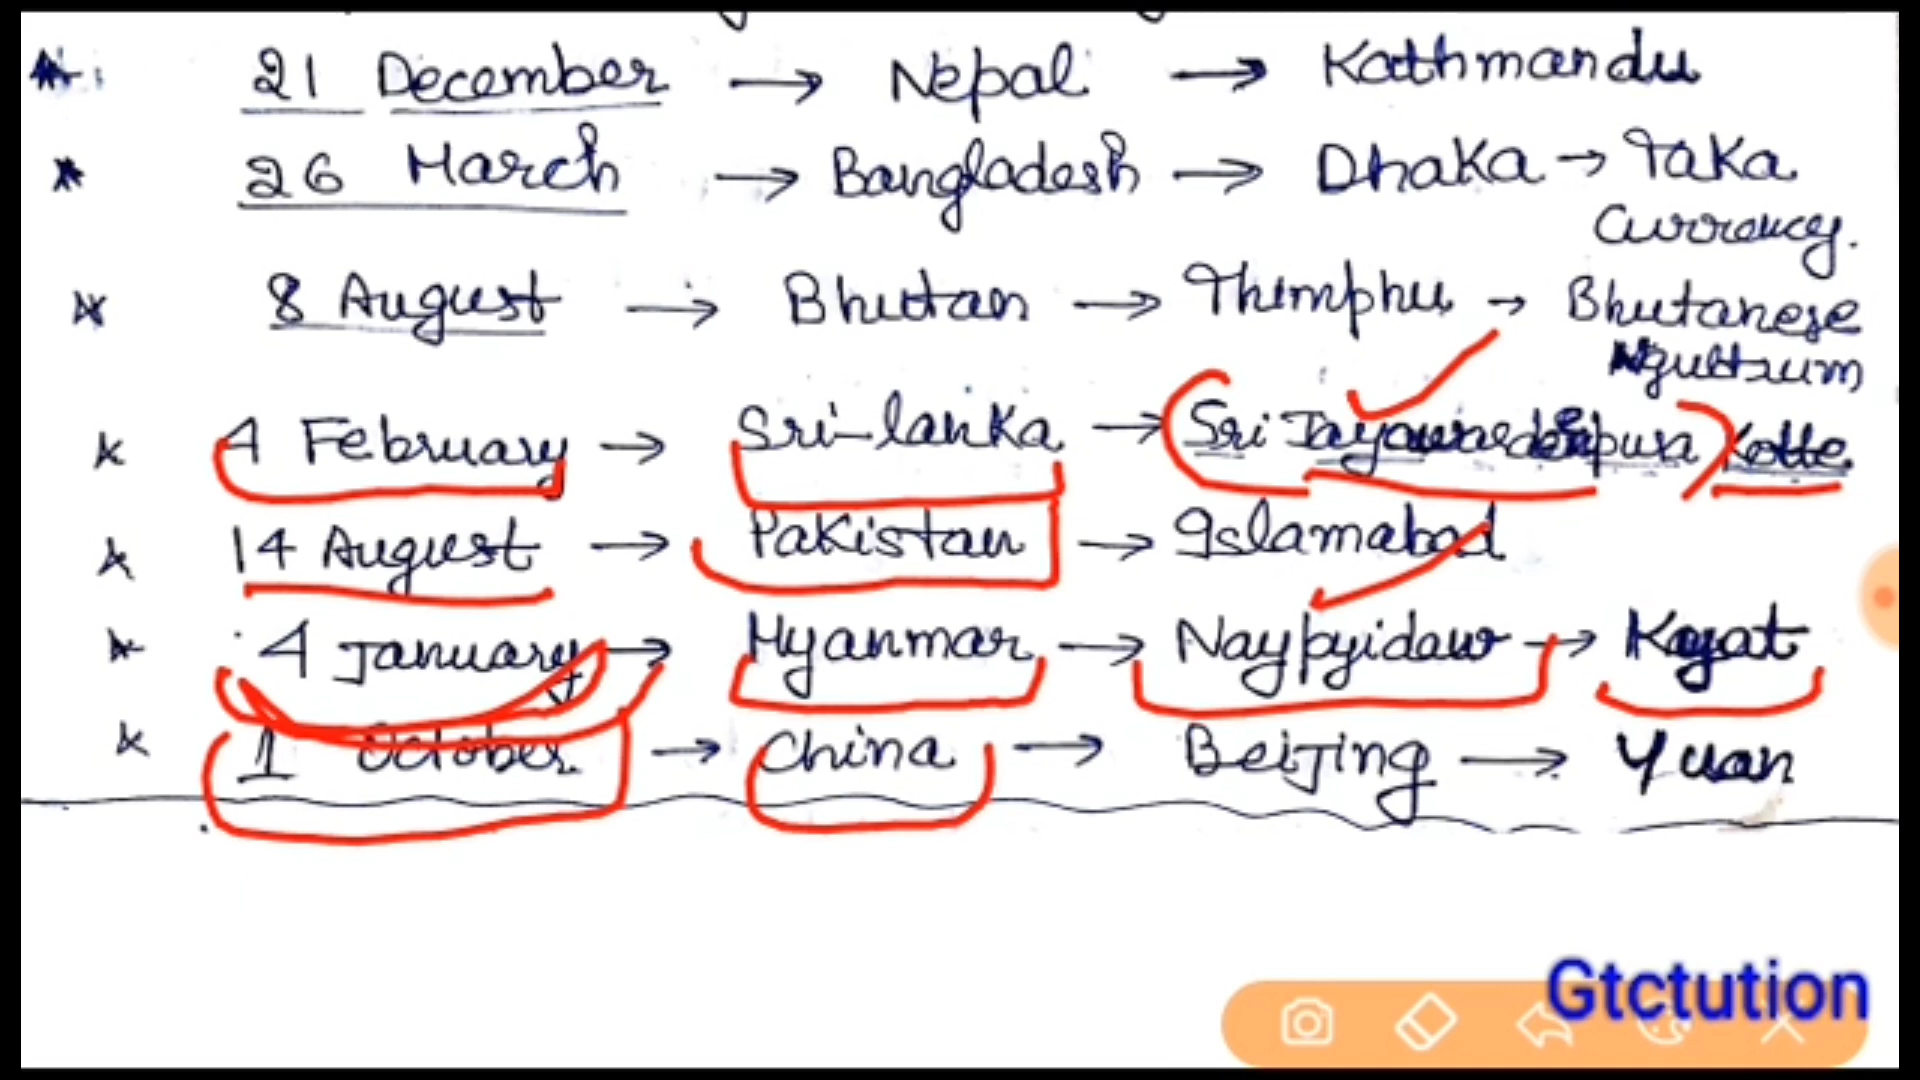 21 December → Nepal → Kathmandu
26 March → Bangladesh → Dhaka → Taka
Currency.
8 August → Bhutan → Thimphu → Bhutanese
Ngultrum
4 February → Sri-lanka → Sri Jayawardenepura Kotte
14 August → Pakistan → Islamabad
4 January → Myanmar → Naypyidaw → Kayat
1 October → China → Beijing → Yuan
Gtctution